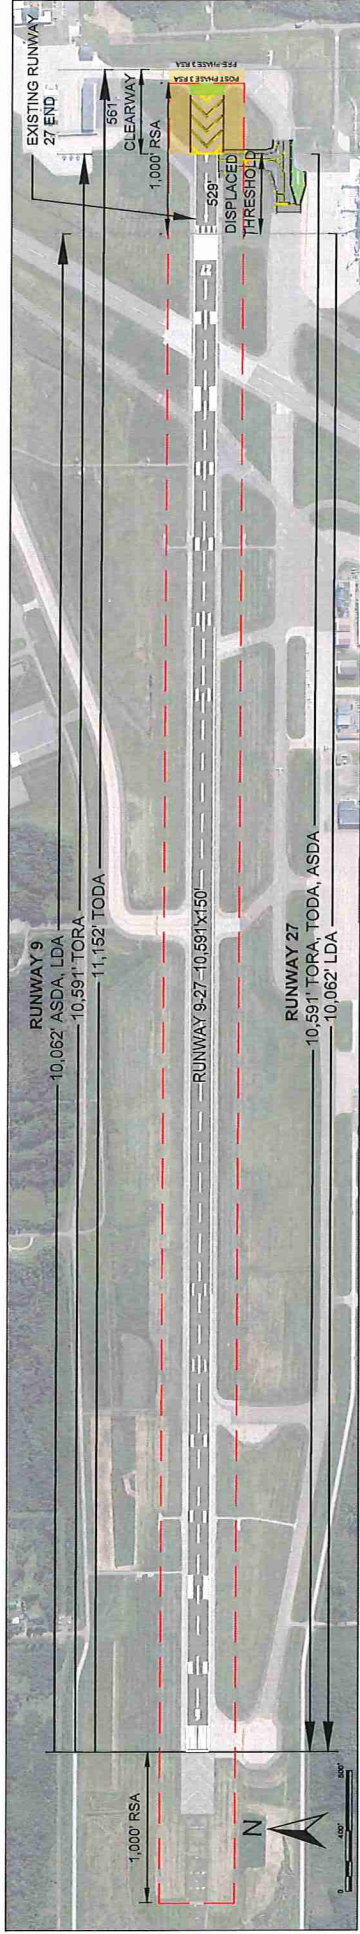 RUNWAY 9
10,062' ASDA, LDA
10,591' TORA
11,152' TODA
EXISTING RUNWAY
27 END
561
CLEARWAY
1,000' RSA
PRE-PHASE 3 RSA
POST PHASE 3 RSA
529'
DISPLACED
THRESHOLD
RUNWAY 9-27 -10,591'x150'
1,000' RSA
RUNWAY 27
10,591' TORA, TODA, ASDA
10,062' LDA
N
0 400' 800'